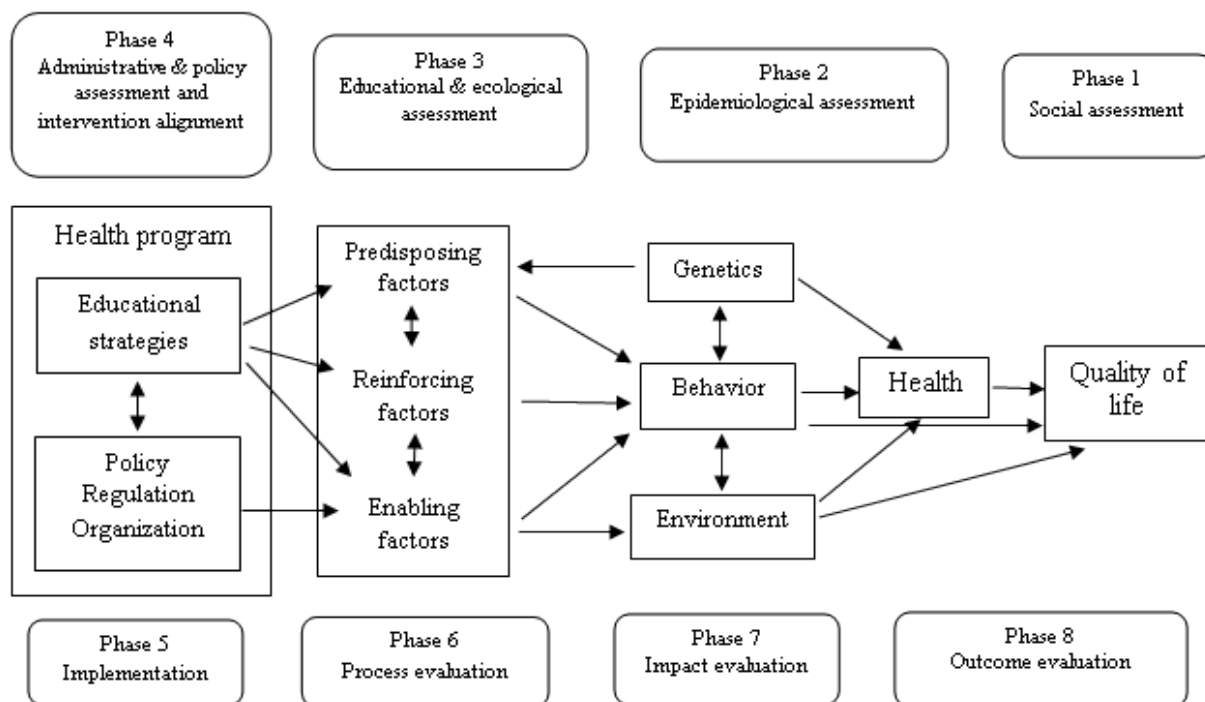 Phase 4
Administrative & policy
assessment and
intervention alignment
Phase 3
Educational & ecological
assessment
Phase 2
Epidemiological assessment
Phase 1
Social assessment
Health program
Educational
strategies
Policy
Regulation
Organization
Predisposing
factors
Reinforcing
factors
Enabling
factors
Genetics
Behavior
Environment
Health
Quality of
life
Phase 5
Implementation
Phase 6
Process evaluation
Phase 7
Impact evaluation
Phase 8
Outcome evaluation